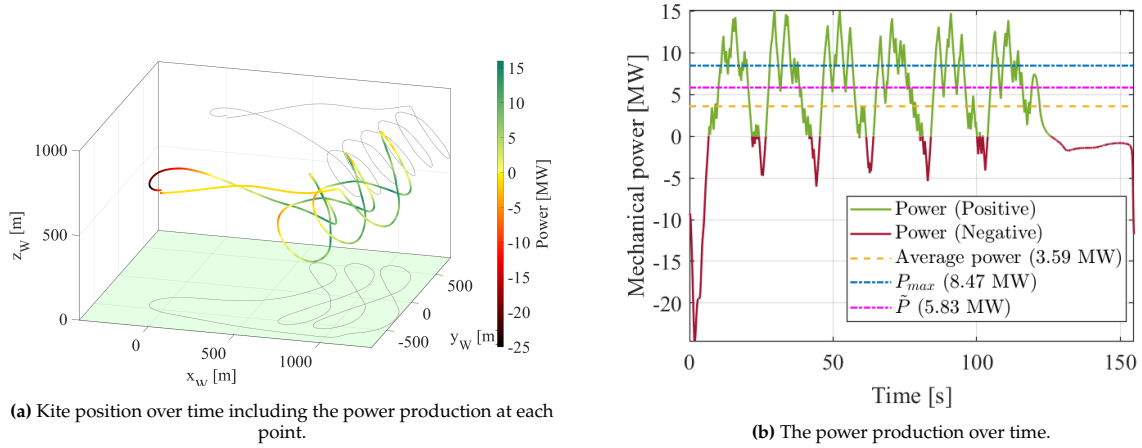 1000
500
0
z_W [m]
0
500
1000
x_W [m]
500
0
-500
y_W [m]
15
10
5
0
-5
-10
-15
-20
-25
Power [MW]
(a) Kite position over time including the power production at each
point.
15
10
5
0
-5
-10
-15
-20
Mechanical power [MW]
Power (Positive)
Power (Negative)
Average power (3.59 MW)
P_max (8.47 MW)
P̃ (5.83 MW)
0
50
100
150
Time [s]
(b) The power production over time.